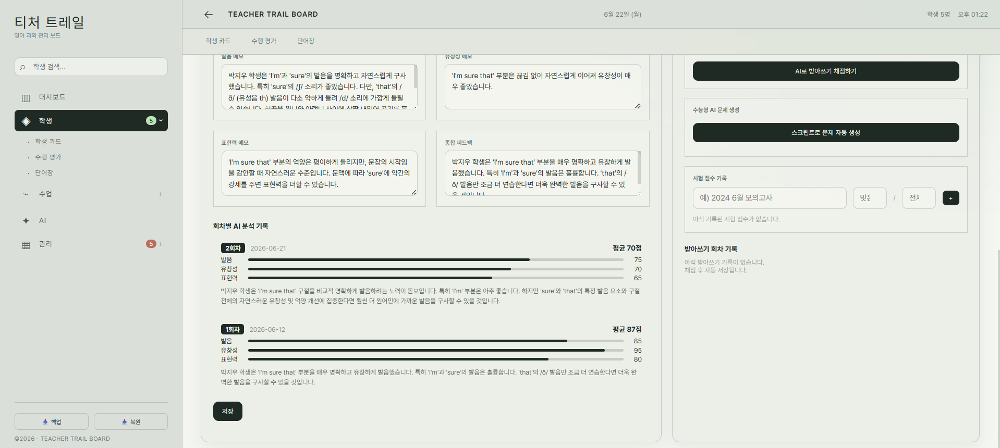 티처 트레일
영어 과외 관리 보드
학생 검색...
대시보드
학생
5
· 학생 카드
· 수행 평가
· 단어장
수업
AI
관리
5
백업
복원
©2026 · TEACHER TRAIL BOARD
← TEACHER TRAIL BOARD
6월 22일 (월)
학생 5명 오후 01:22
학생 카드 수행 평가 단어장
발음 메모
박지우 학생은 'I'm'과 'sure'의 발음을 명확하고 자연스럽게 구사
했습니다. 특히 'sure'의 /ʃ/ 소리가 좋았습니다. 다만, 'that'의 /
ð/ (유성음 th) 발음이 다소 약하게 들려 /d/ 소리에 가깝게 들릴
수 있습니다. 혀끝을 윗니와 아랫니 사이에 살짝 내밀어 공기를
유창성 메모
'I'm sure that' 부분은 끊김 없이 자연스럽게 이어져 유창성이 매
우 좋았습니다.
표현력 메모
'I'm sure that' 부분의 억양은 평이하게 들리지만, 문장의 시작임
을 감안할 때 자연스러운 수준입니다. 문맥에 따라 'sure'에 약간의
강세를 주면 표현력을 더할 수 있습니다.
종합 피드백
박지우 학생은 'I'm sure that' 부분을 매우 명확하고 유창하게 발
음했습니다. 특히 'I'm'과 'sure'의 발음은 훌륭합니다. 'that'의 /
ð/ 발음만 조금 더 연습한다면 더욱 완벽한 발음을 구사할 수 있
을 것입니다.
회차별 AI 분석 기록
2회차 2026-06-21 평균 70점
발음 75
유창성 70
표현력 65
박지우 학생은 'I'm sure that' 구절을 비교적 명확하게 발음하려는 노력이 돋보입니다. 특히 'I'm' 부분은 아주 좋습니다. 하지만 'sure'와 'that'의 특정 발음 요소와 구절
전체의 자연스러운 유창성 및 억양 개선에 집중한다면 훨씬 더 원어민에 가까운 발음을 구사할 수 있을 것입니다.
1회차 2026-06-12 평균 87점
발음 85
유창성 95
표현력 80
박지우 학생은 'I'm sure that' 부분을 매우 명확하고 유창하게 발음했습니다. 특히 'I'm'과 'sure'의 발음은 훌륭합니다. 'that'의 /ð/ 발음만 조금 더 연습한다면 더욱 완
벽한 발음을 구사할 수 있을 것입니다.
저장
AI로 받아쓰기 채점하기
수능형 AI 문제 생성
스크립트로 문제 자동 생성
시험 점수 기록
예) 2024 6월 모의고사 맞은 / 전체 +
아직 기록된 시험 점수가 없습니다.
받아쓰기 회차 기록
아직 받아쓰기 기록이 없습니다.
채점 후 자동 저장됩니다.